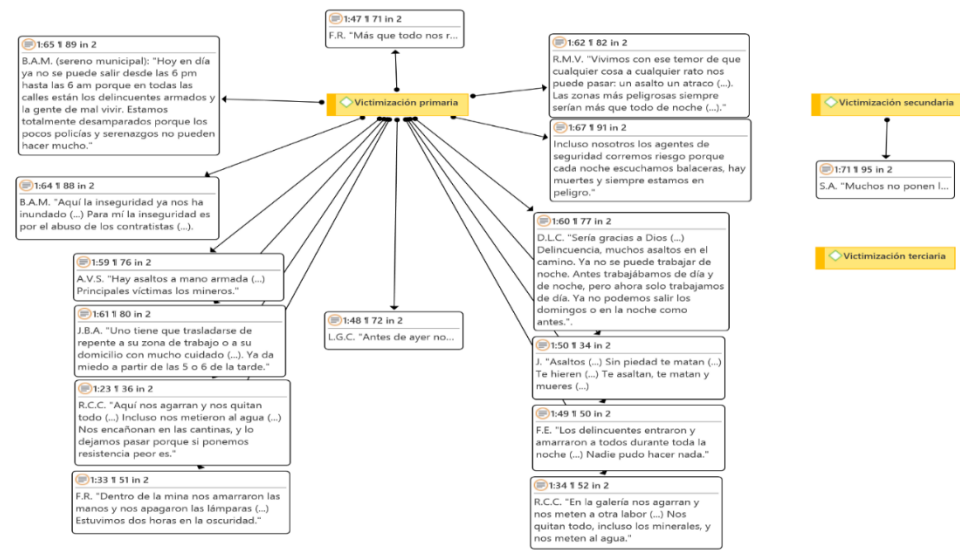 1:47 ¶ 71 in 2
F.R. "Más que todo nos r...
1:65 ¶ 89 in 2
B.A.M. (sereno municipal): "Hoy en día
ya no se puede salir desde las 6 pm
hasta las 6 am porque en todas las
calles están los delincuentes armados y
la gente de mal vivir. Estamos
totalmente desamparados porque los
pocos policías y serenazgos no pueden
hacer mucho."
1:62 ¶ 82 in 2
R.M.V. "Vivimos con ese temor de que
cualquier cosa a cualquier rato nos
puede pasar: un asalto un atraco (...).
Las zonas más peligrosas siempre
serían más que todo de noche (...)."
Victimización primaria
Victimización secundaria
1:67 ¶ 91 in 2
Incluso nosotros los agentes de
seguridad corremos riesgo porque
cada noche escuchamos balaceras, hay
muertes y siempre estamos en
peligro."
1:71 ¶ 95 in 2
S.A. "Muchos no ponen l...
1:64 ¶ 88 in 2
B.A.M. "Aquí la inseguridad ya nos ha
inundado (...) Para mí la inseguridad es
por el abuso de los contratistas (...).
1:60 ¶ 77 in 2
D.L.C. "Sería gracias a Dios (...)
Delincuencia, muchos asaltos en el
camino. Ya no se puede trabajar de
noche. Antes trabajábamos de día y
de noche, pero ahora solo trabajamos
de día. Ya no podemos salir los
domingos o en la noche como
antes.".
Victimización terciaria
1:59 ¶ 76 in 2
A.V.S. "Hay asaltos a mano armada (...)
Principales víctimas los mineros."
1:61 ¶ 80 in 2
J.B.A. "Uno tiene que trasladarse de
repente a su zona de trabajo o a su
domicilio con mucho cuidado (...). Ya da
miedo a partir de las 5 o 6 de la tarde."
1:48 ¶ 72 in 2
L.G.C. "Antes de ayer no...
1:50 ¶ 34 in 2
J. "Asaltos (...) Sin piedad te matan (...)
Te hieren (...) Te asaltan, te matan y
mueres (...)
1:23 ¶ 36 in 2
R.C.C. "Aquí nos agarran y nos quitan
todo (...) Incluso nos metieron al agua (...)
Nos encañonan en las cantinas, y lo
dejamos pasar porque si ponemos
resistencia peor es."
1:49 ¶ 50 in 2
F.E. "Los delincuentes entraron y
amarraron a todos durante toda la
noche (...) Nadie pudo hacer nada."
1:33 ¶ 51 in 2
F.R. "Dentro de la mina nos amarraron las
manos y nos apagaron las lámparas (...)
Estuvimos dos horas en la oscuridad."
1:34 ¶ 52 in 2
R.C.C. "En la galería nos agarran y
nos meten a otra labor (...) Nos
quitan todo, incluso los minerales, y
nos meten al agua."